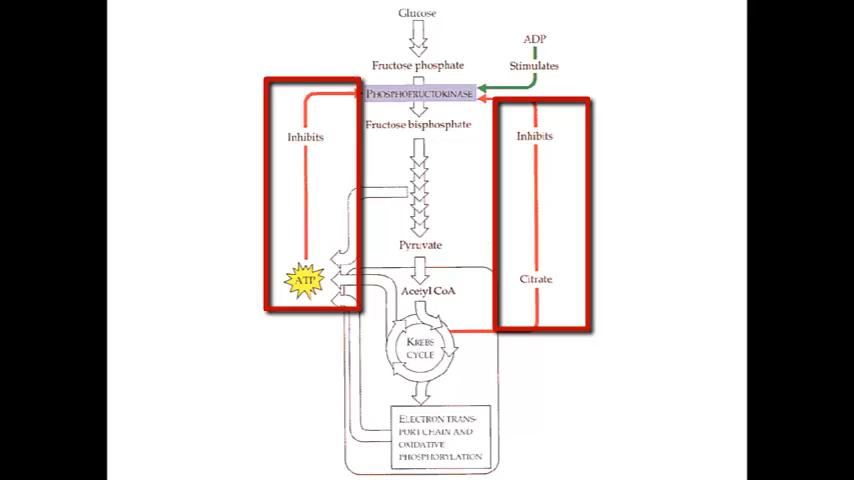 Glucose
ADP
Fructose phosphate
Stimulates
PHOSPHOFRUCTOKINASE
Fructose bisphosphate
Inhibits
Inhibits
Pyruvate
ATP
Citrate
Acetyl CoA
KREBS
CYCLE
ELECTRON TRANS-
PORT CHAIN AND
OXIDATIVE
PHOSPHORYLATION